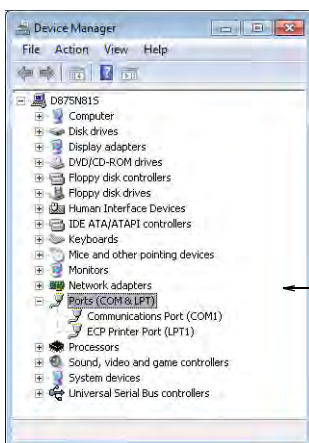 Device Manager
File Action View Help
D875N815
Computer
Disk drives
Display adapters
DVD/CD-ROM drives
Floppy disk controllers
Floppy disk drives
Human Interface Devices
IDE ATA/ATAPI controllers
Keyboards
Mice and other pointing devices
Monitors
Network adapters
Ports (COM & LPT)
Communications Port (COM1)
ECP Printer Port (LPT1)
Processors
Sound, video and game controllers
System devices
Universal Serial Bus controllers